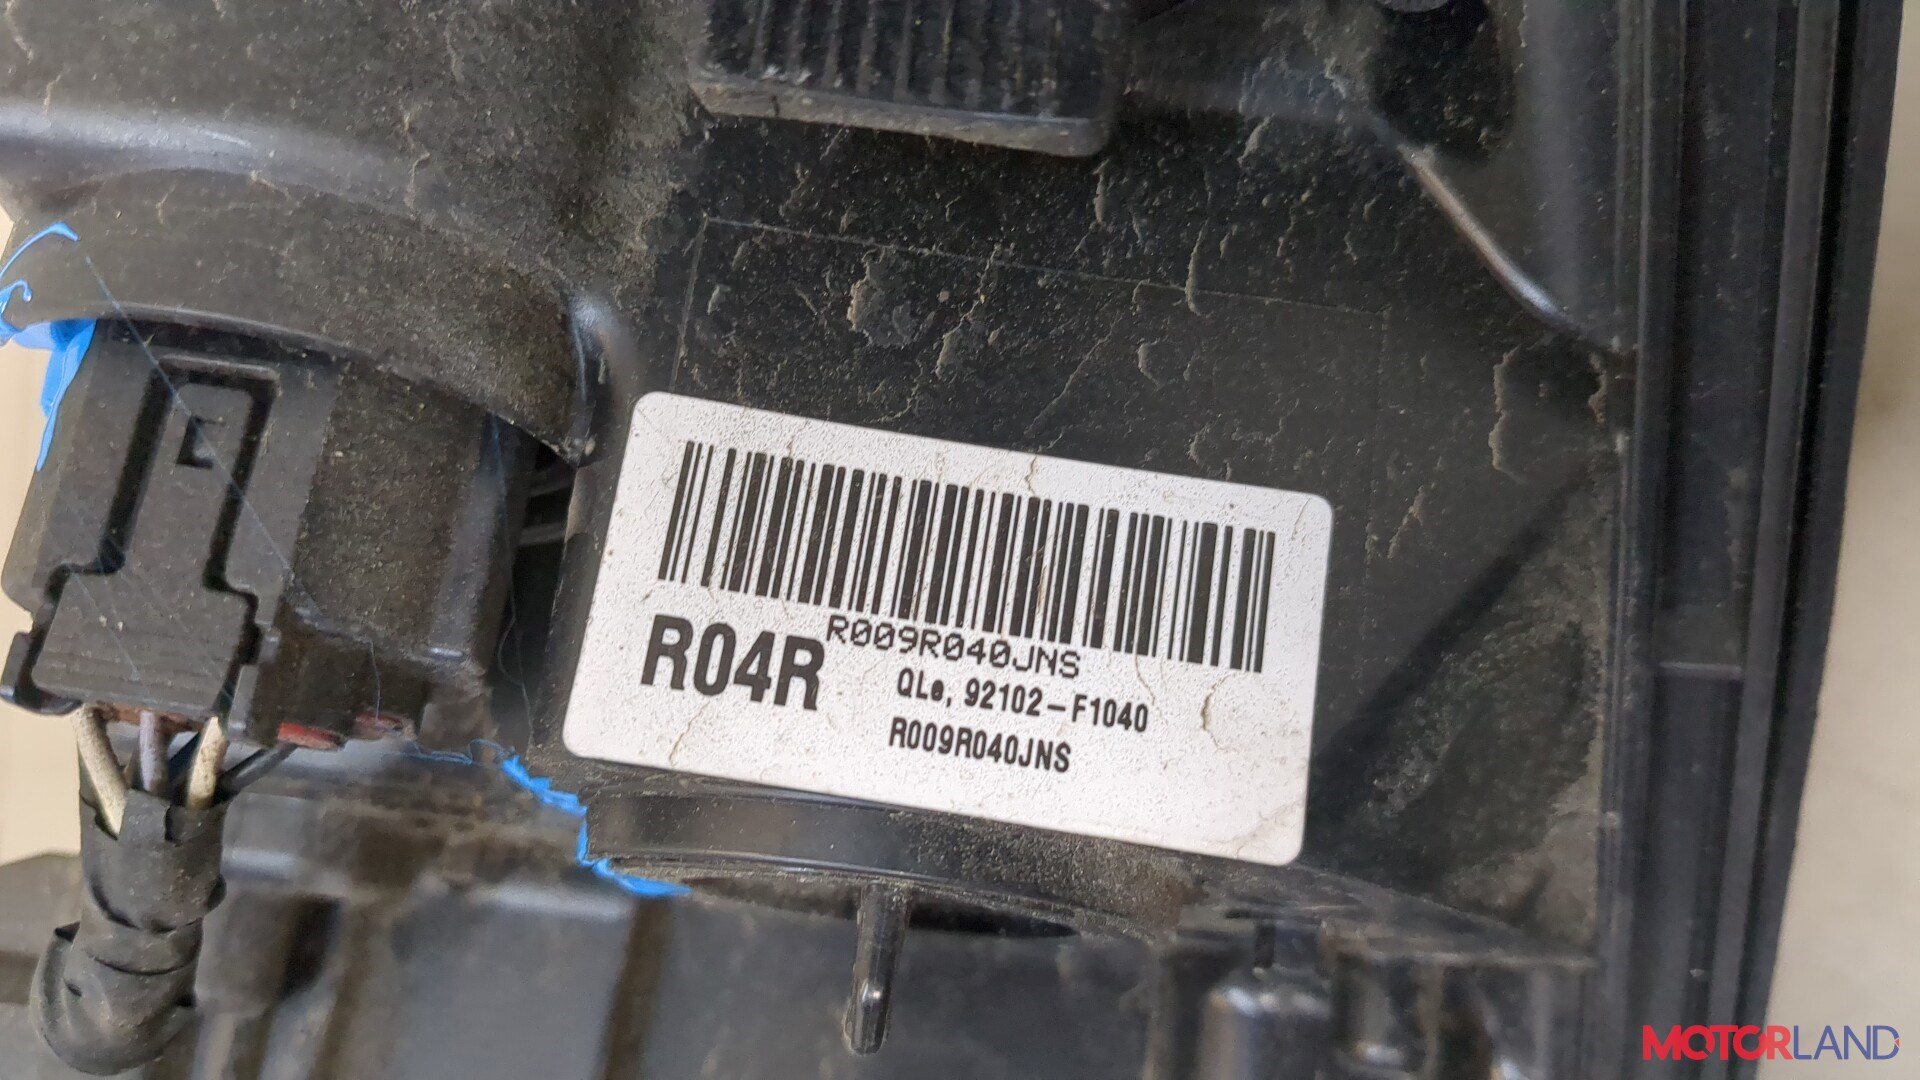 R009R040JNS
R04R
QLe, 92102-F1040
R009R040JNS
MOTORLAND